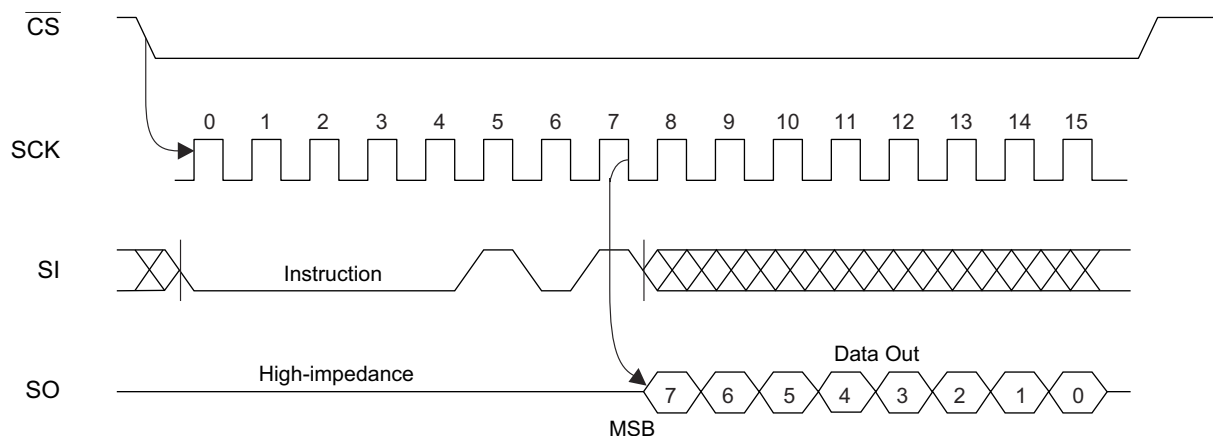 CS
0 1 2 3 4 5 6 7 8 9 10 11 12 13 14 15
SCK
SI
Instruction
Data Out
High-impedance
SO
7 6 5 4 3 2 1 0
MSB